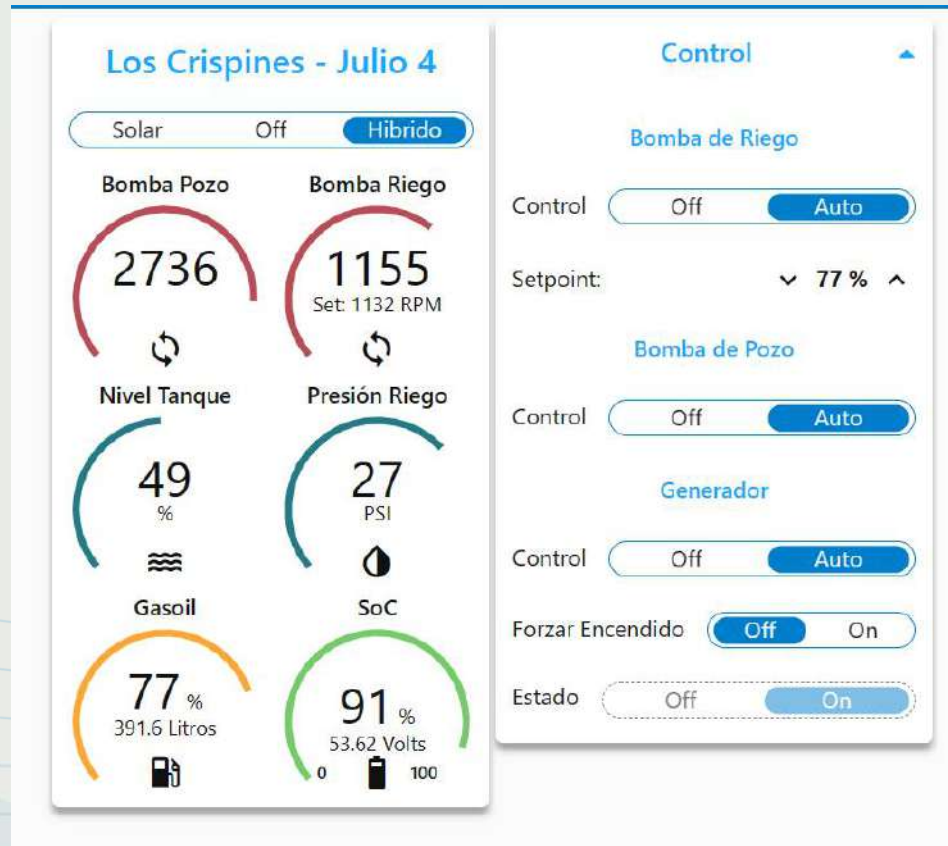 Los Crispines - Julio 4
Solar Off Hibrido
Bomba Pozo Bomba Riego
2736 1155
Set: 1132 RPM
Nivel Tanque Presión Riego
49 27
% PSI
Gasoil SoC
77 % 91 %
391.6 Litros 53.62 Volts
0 100
Control
Bomba de Riego
Control Off Auto
Setpoint: 77 %
Bomba de Pozo
Control Off Auto
Generador
Control Off Auto
Forzar Encendido Off On
Estado Off On